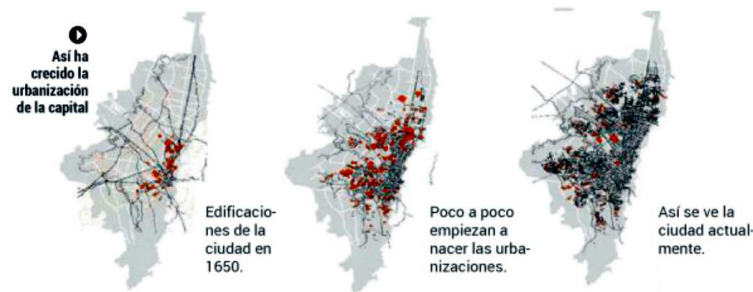 Así ha
crecido la
urbanización
de la capital
Edificacio-
nes de la
ciudad en
1650.
Poco a poco
empiezan a
nacer las urba-
nizaciones.
Así se ve la
ciudad actual-
mente.